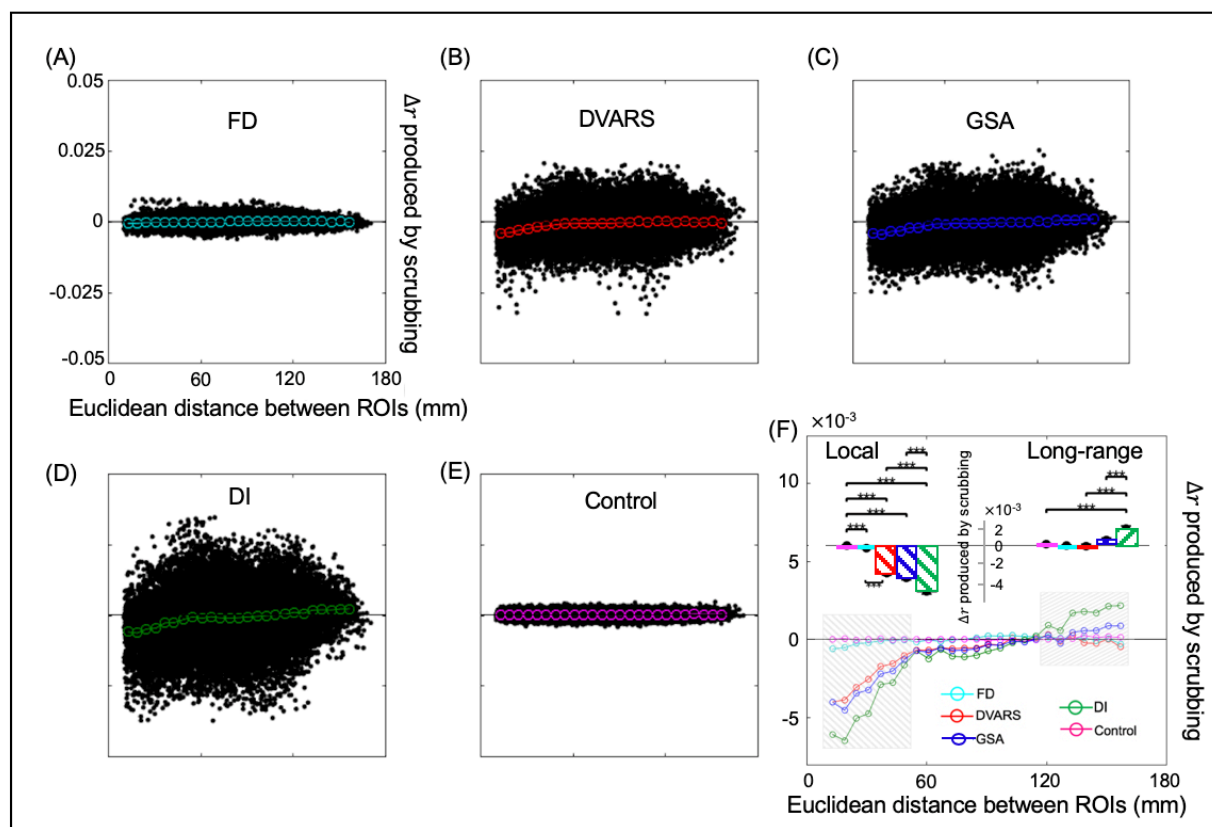 (A)
(B)
(C)
0.05
0.025
0
-0.025
-0.05
FD
DVARS
GSA
Δr produced by scrubbing
0 60 120 180
Euclidean distance between ROIs (mm)
(D)
(E)
(F)
DI
Control
×10⁻³
Local
Long-range
***
***
***
***
***
***
***
***
***
***
***
Δr produced by scrubbing
×10⁻³
2
0
-2
-4
10
5
0
-5
FD
DVARS
GSA
DI
Control
Δr produced by scrubbing
0 60 120 180
Euclidean distance between ROIs (mm)